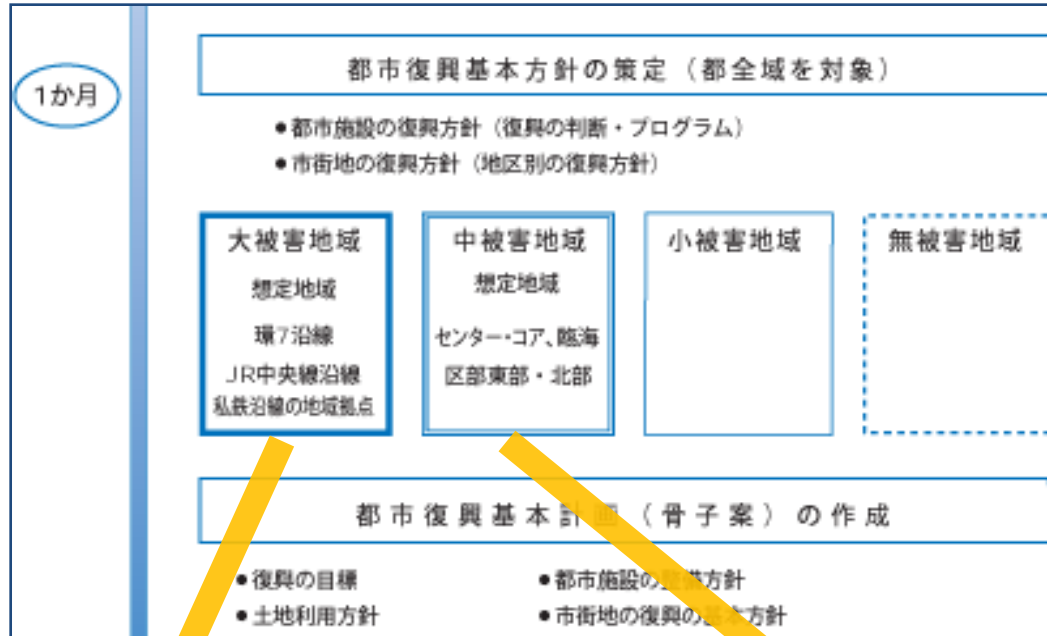 1か月
都市復興基本方針の策定（都全域を対象）
●都市施設の復興方針（復興の判断・プログラム）
●市街地の復興方針（地区別の復興方針）
大被害地域
想定地域
環7沿線
JR中央線沿線
私鉄沿線の地域拠点
中被害地域
想定地域
センター・コア、臨海
区部東部・北部
小被害地域
無被害地域
都市復興基本計画（骨子案）の作成
●復興の目標
●土地利用方針
●都市施設の整備方針
●市街地の復興の基本方針